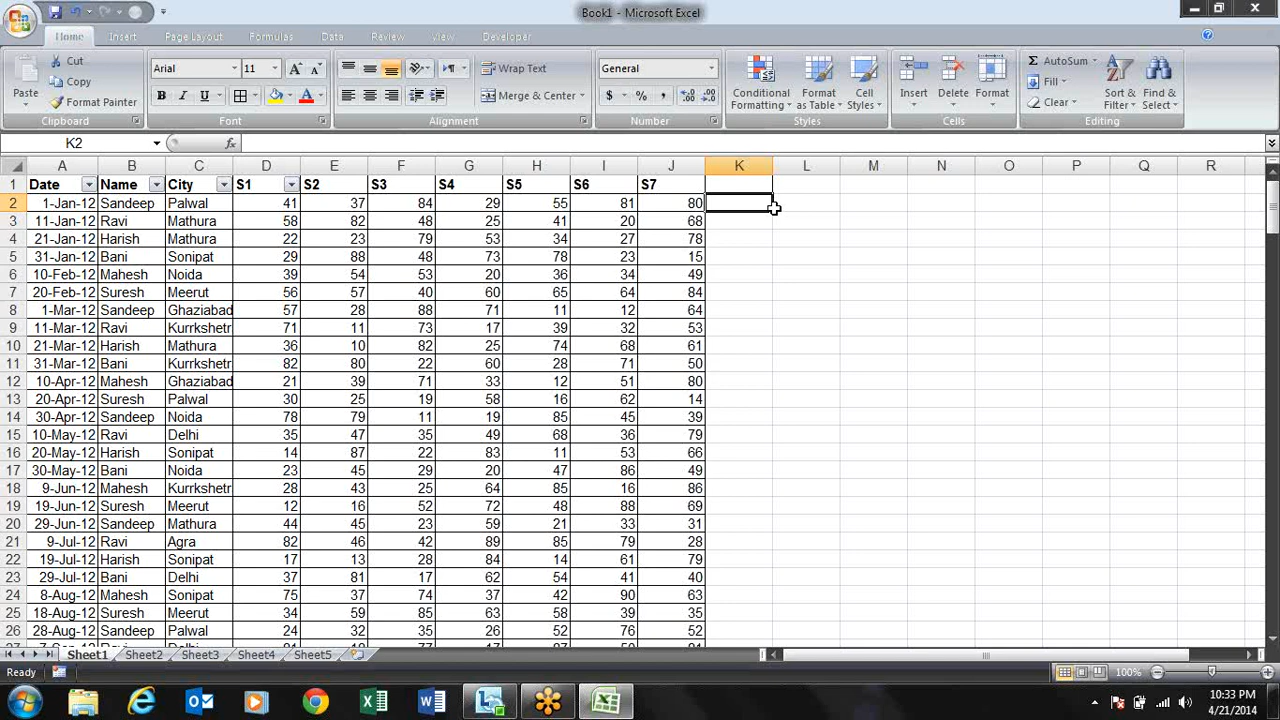 Book1 - Microsoft Excel
Home Insert Page Layout Formulas Data Review View Developer
Paste Cut Copy Format Painter Clipboard
Arial 11 Font
Wrap Text Merge & Center Alignment
General Number
Conditional Formatting Format as Table Cell Styles Styles
Insert Delete Format Cells
AutoSum Fill Clear Sort & Filter Find & Select Editing
K2 fx
A B C D E F G H I J K L M N O P Q R
1 Date Name City S1 S2 S3 S4 S5 S6 S7
2 1-Jan-12 Sandeep Palwal 41 37 84 29 55 81 80
3 11-Jan-12 Ravi Mathura 58 82 48 25 41 20 68
4 21-Jan-12 Harish Mathura 22 23 79 53 34 27 78
5 31-Jan-12 Bani Sonipat 29 88 48 73 78 23 15
6 10-Feb-12 Mahesh Noida 39 54 53 20 36 34 49
7 20-Feb-12 Suresh Meerut 56 57 40 60 65 64 84
8 1-Mar-12 Sandeep Ghaziabad 57 28 88 71 11 12 64
9 11-Mar-12 Ravi Kurrkshetr 71 11 73 17 39 32 53
10 21-Mar-12 Harish Mathura 36 10 82 25 74 68 61
11 31-Mar-12 Bani Kurrkshetr 82 80 22 60 28 71 50
12 10-Apr-12 Mahesh Ghaziabad 21 39 71 33 12 51 80
13 20-Apr-12 Suresh Palwal 30 25 19 58 16 62 14
14 30-Apr-12 Sandeep Noida 78 79 11 19 85 45 39
15 10-May-12 Ravi Delhi 35 47 35 49 68 36 79
16 20-May-12 Harish Sonipat 14 87 22 83 11 53 66
17 30-May-12 Bani Noida 23 45 29 20 47 86 49
18 9-Jun-12 Mahesh Kurrkshetr 28 43 25 64 85 16 86
19 19-Jun-12 Suresh Meerut 12 16 52 72 48 88 69
20 29-Jun-12 Sandeep Mathura 44 45 23 59 21 33 31
21 9-Jul-12 Ravi Agra 82 46 42 89 85 79 28
22 19-Jul-12 Harish Sonipat 17 13 28 84 14 61 79
23 29-Jul-12 Bani Delhi 37 81 17 62 54 41 40
24 8-Aug-12 Mahesh Sonipat 75 37 74 37 42 90 63
25 18-Aug-12 Suresh Meerut 34 59 85 63 58 39 35
26 28-Aug-12 Sandeep Palwal 24 32 35 26 52 76 52
Sheet1 Sheet2 Sheet3 Sheet4 Sheet5
Ready 100%
10:33 PM
4/21/2014